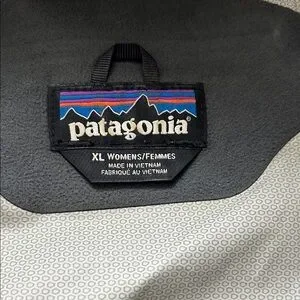 patagonia®
XL WOMENS/FEMMES
MADE IN VIETNAM
FABRIQUÉ AU VIETNAM